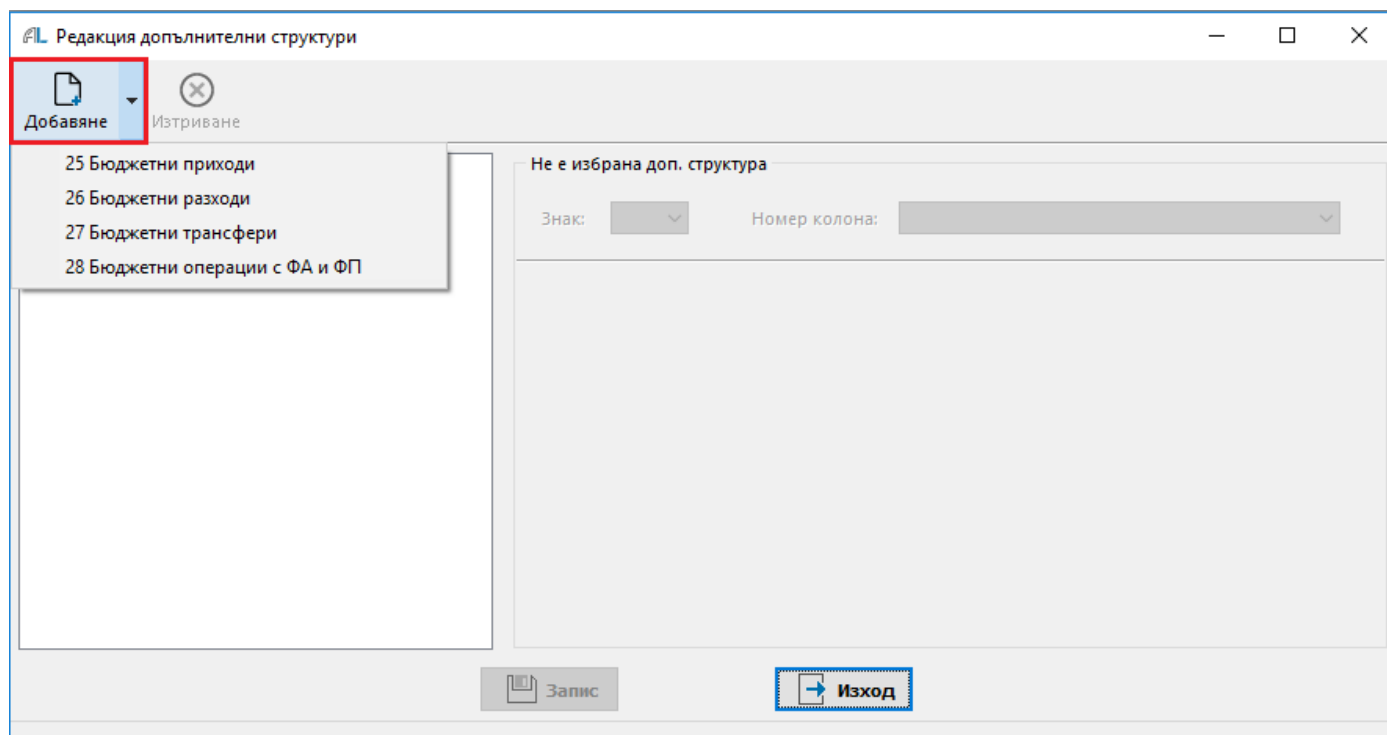 AL Редакция допълнителни структури
Добавяне
Изтриване
25 Бюджетни приходи
26 Бюджетни разходи
27 Бюджетни трансфери
28 Бюджетни операции с ФА и ФП
Не е избрана доп. структура
Знак:
Номер колона:
Запис
Изход